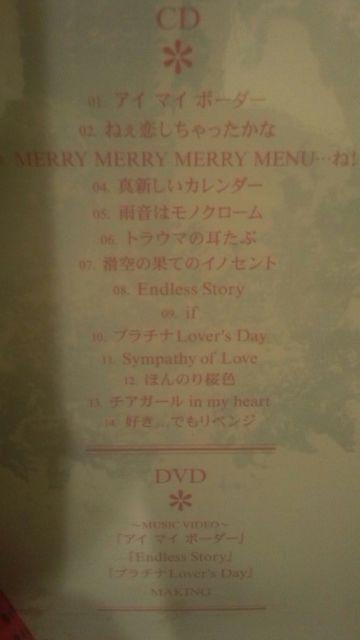 CD
01. アイ マイ ボーダー
02. ねぇ恋しちゃったかな
MERRY MERRY MERRY MENU…ね!
04. 真新しいカレンダー
05. 雨音はモノクローム
06. トラウマの耳たぶ
07. 滑空の果てのイノセント
08. Endless Story
09. if
10. プラチナLover's Day
11. Sympathy of Love
12. ほんのり桜色
13. チアガール in my heart
14. 好き…でもリベンジ
DVD
～MUSIC VIDEO～
『アイ マイ ボーダー』
『Endless Story』
『プラチナLover's Day』
MAKING